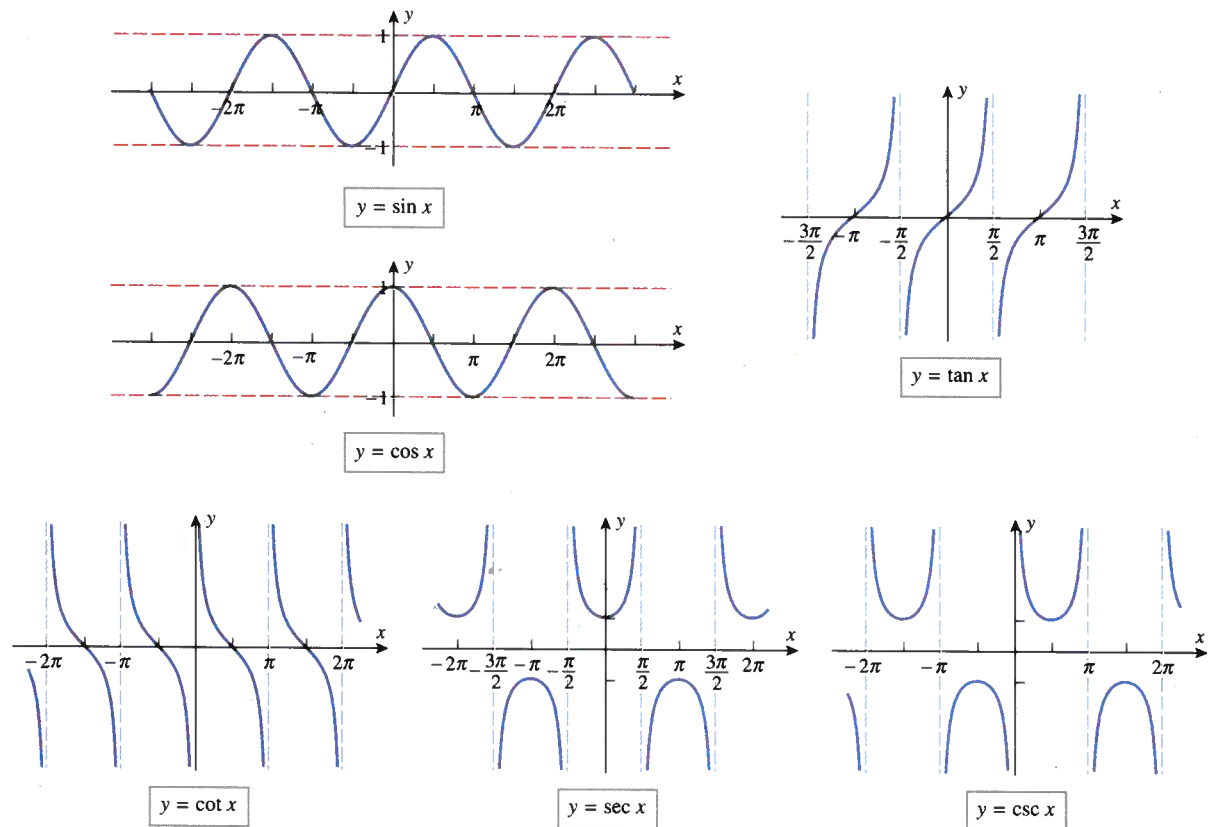 y
1
x
−2π −π π 2π
−1
y = sin x
y
1
x
−2π −π π 2π
−1
y = cos x
y
x
−3π/2 −π −π/2 π/2 π 3π/2
y = tan x
y
x
−2π −π π 2π
y = cot x
y
x
−2π −3π/2 −π −π/2 π/2 π 3π/2 2π
y = sec x
y
x
−2π −π π 2π
y = csc x